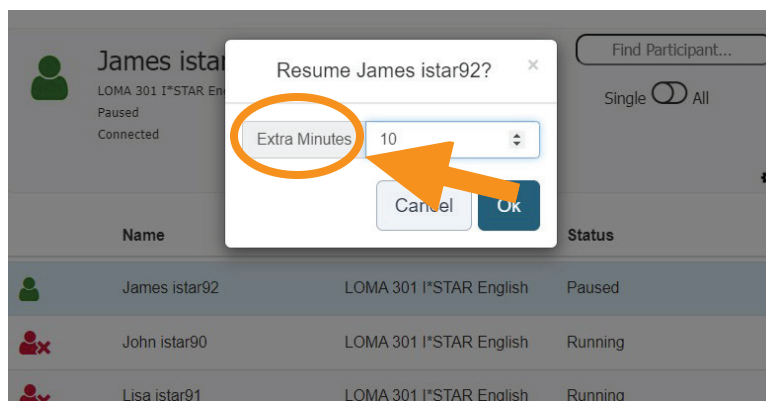 James istar
LOMA 301 I*STAR En
Paused
Connected
Resume James istar92?
×
Find Participant...
Single All
Extra Minutes 10
Cancel Ok
Name Status
James istar92 LOMA 301 I*STAR English Paused
John istar90 LOMA 301 I*STAR English Running
Lisa istar91 LOMA 301 I*STAR English Running